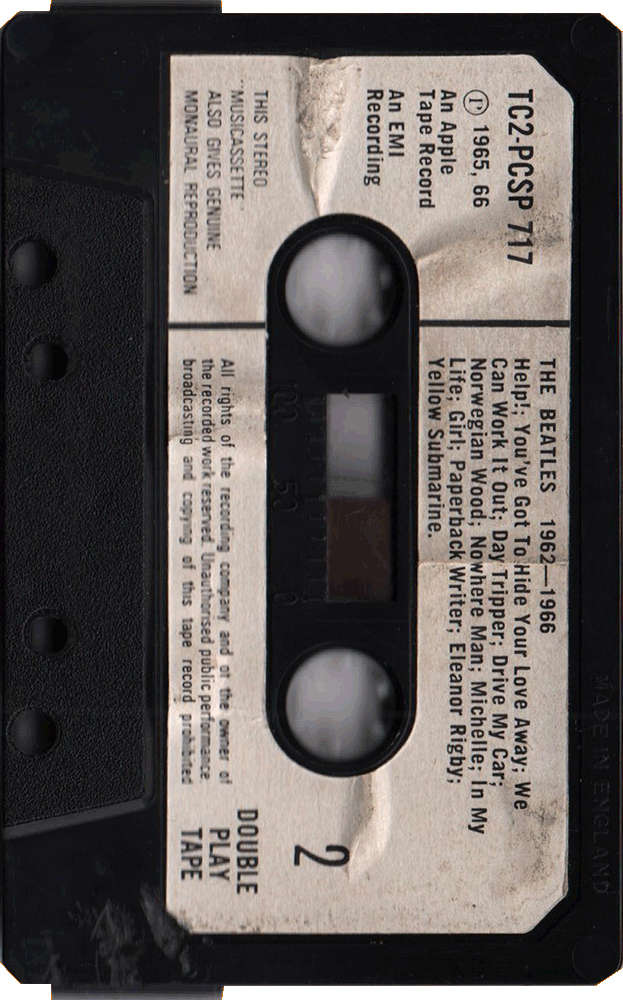 TC2-PCSP 717
Ⓟ 1965, 66
An Apple
Tape Record
An EMI
Recording
THIS STEREO
"MUSICASSETTE"
ALSO GIVES GENUINE
MONAURAL REPRODUCTION
THE BEATLES 1962—1966
Help!; You've Got To Hide Your Love Away; We
Can Work It Out; Day Tripper; Drive My Car;
Norwegian Wood; Nowhere Man; Michelle; In My
Life; Girl; Paperback Writer; Eleanor Rigby;
Yellow Submarine.
100 50 0
All rights of the recording company and of the owner of
the recorded work reserved. Unauthorised public performance.
broadcasting and copying of this tape record prohibited
2
DOUBLE
PLAY
TAPE
MADE IN ENGLAND